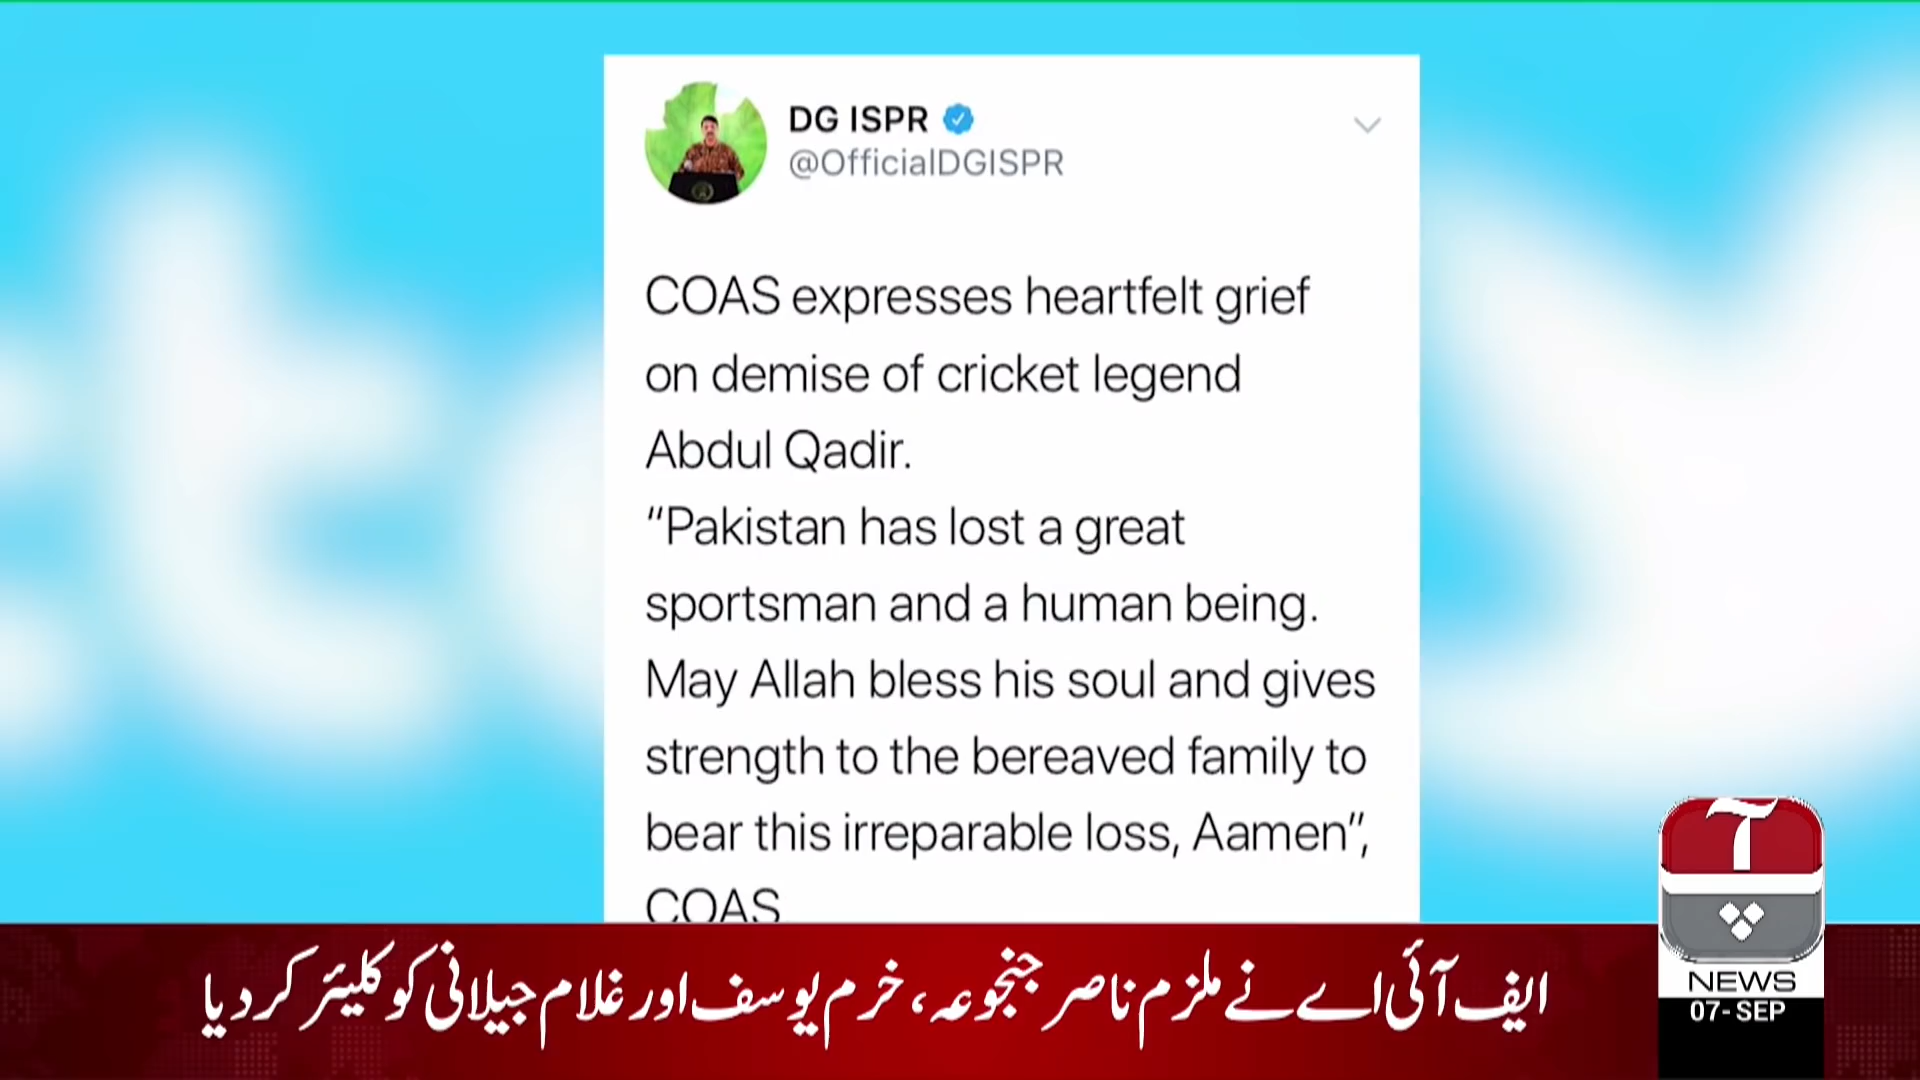 DG ISPR
@OfficialDGISPR
COAS expresses heartfelt grief
on demise of cricket legend
Abdul Qadir.
“Pakistan has lost a great
sportsman and a human being.
May Allah bless his soul and gives
strength to the bereaved family to
bear this irreparable loss, Aamen”,
COAS.
ایف آئی اے نے ملزم ناصر جنجوعہ، خرم یوسف اور غلام جیلانی کو کلیئر کر دیا
آپ
NEWS
07- SEP